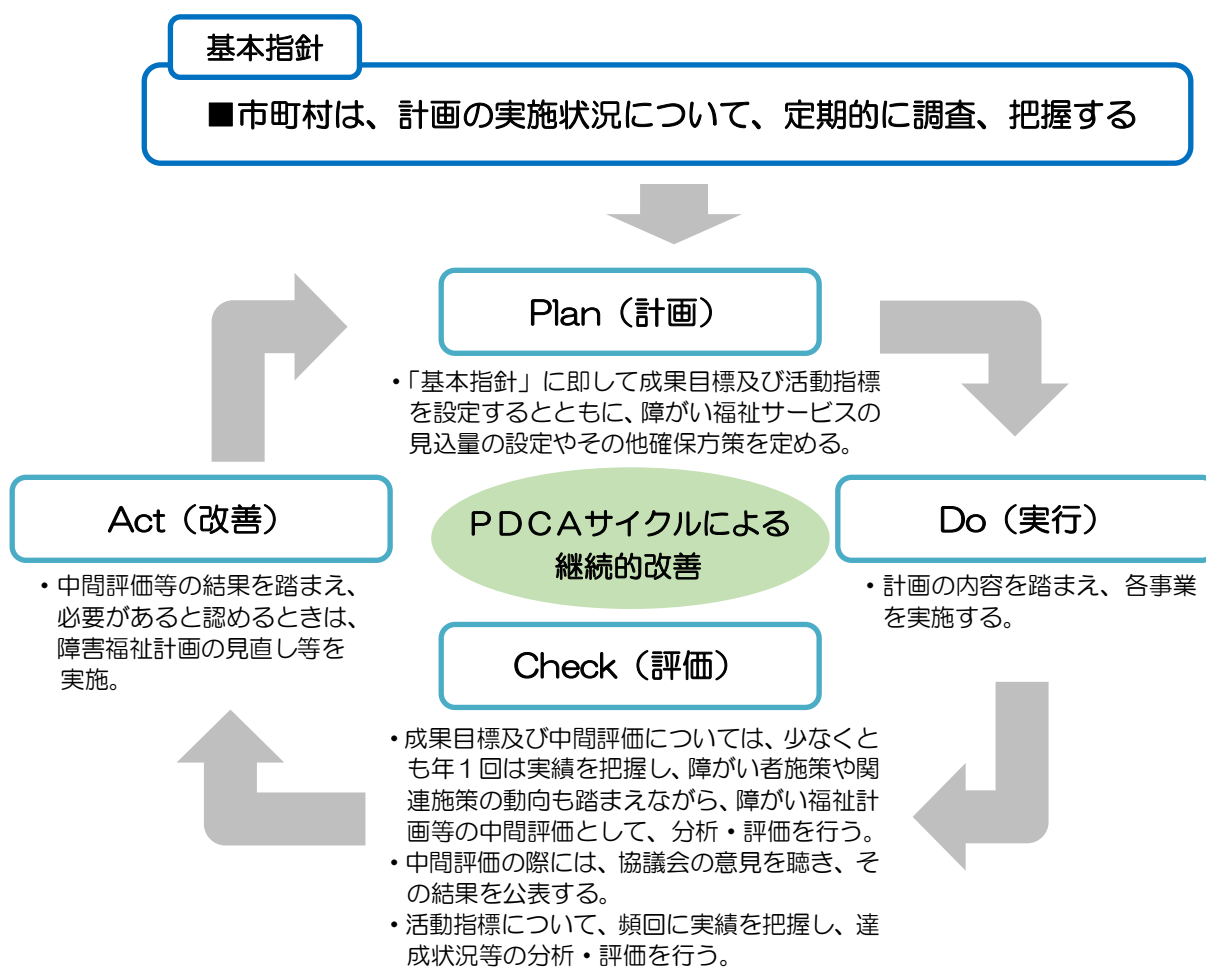 基本指針
■市町村は、計画の実施状況について、定期的に調査、把握する
Plan（計画）
・「基本指針」に即して成果目標及び活動指標
を設定するとともに、障がい福祉サービスの
見込量の設定やその他確保方策を定める。
Act（改善）
・中間評価等の結果を踏まえ、
必要があると認めるときは、
障害福祉計画の見直し等を
実施。
PDCAサイクルによる
継続的改善
Do（実行）
・計画の内容を踏まえ、各事業
を実施する。
Check（評価）
・成果目標及び中間評価については、少なくと
も年１回は実績を把握し、障がい者施策や関
連施策の動向も踏まえながら、障がい福祉計
画等の中間評価として、分析・評価を行う。
・中間評価の際には、協議会の意見を聴き、そ
の結果を公表する。
・活動指標について、頻回に実績を把握し、達
成状況等の分析・評価を行う。